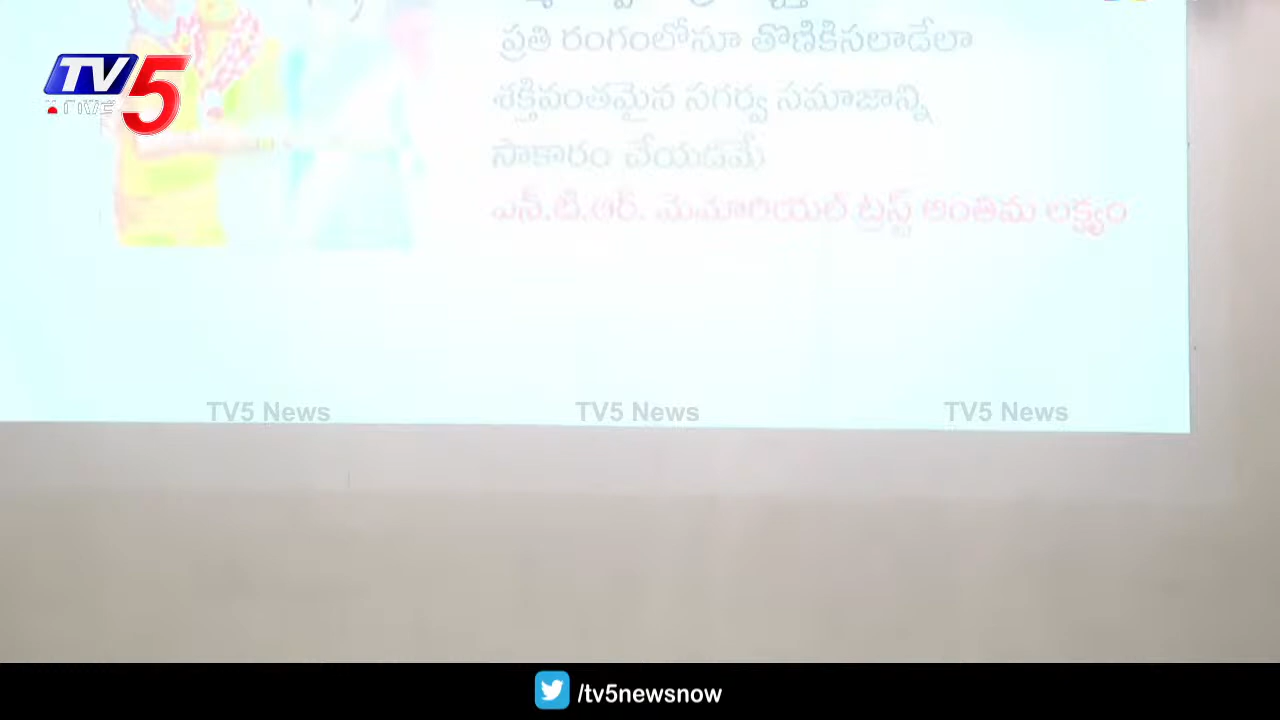 ప్రతి రంగంలోనూ తొణికిసలాడేలా
శక్తివంతమైన సగర్వ సమాజాన్ని
సాకారం చేయడమే
ఎన్.టి.ఆర్. మెమోరియల్ ట్రస్ట్ అంతిమ లక్ష్యం
TV5
TV5 News TV5 News TV5 News
/tv5newsnow